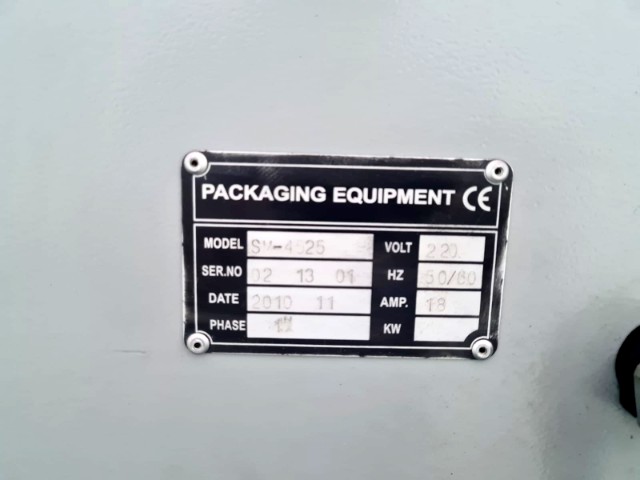 PACKAGING EQUIPMENT CE
MODEL SM-4525 VOLT 220
SER.NO 02 13 01 HZ 50/60
DATE 2010 11 AMP. 18
PHASE KW